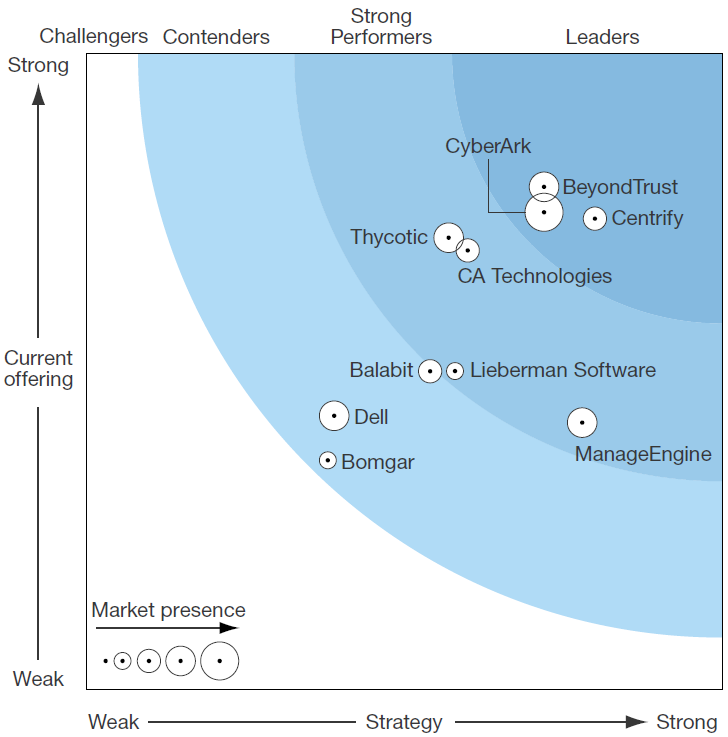 Strong
Challengers Contenders Performers Leaders
Strong
CyberArk
BeyondTrust
Centrify
Thycotic
CA Technologies
Current
offering
Balabit
Lieberman Software
Dell
ManageEngine
Bomgar
Market presence
Weak
Weak
Strategy
Strong